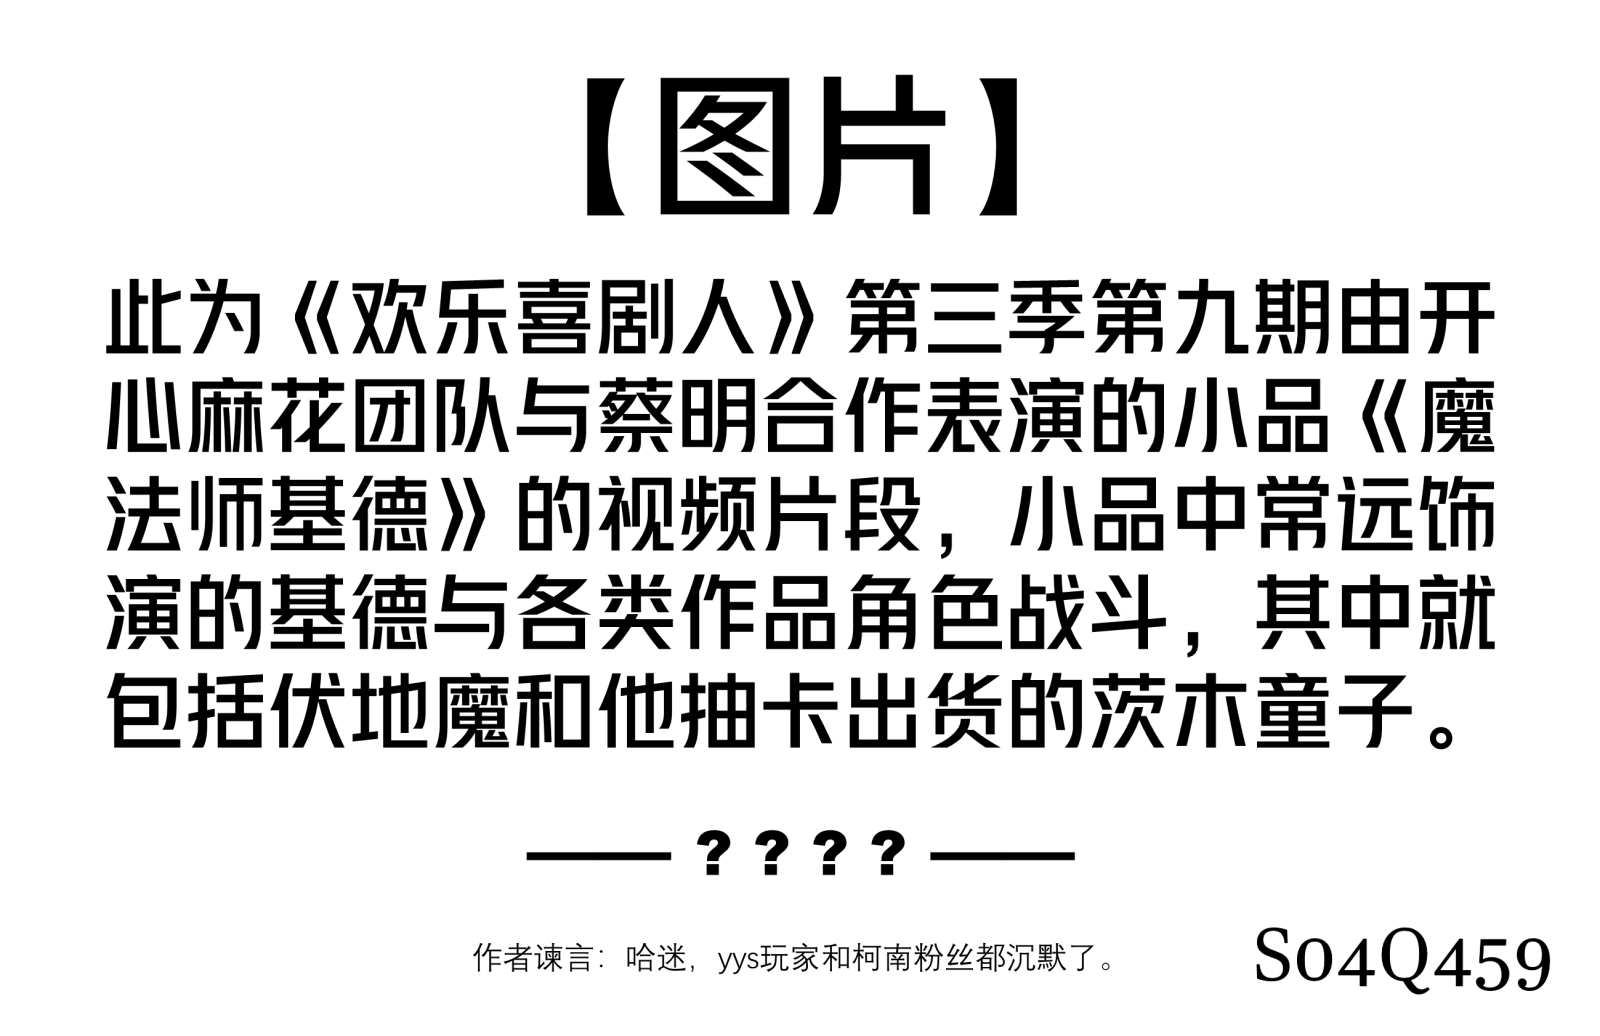 【图片】
此为《欢乐喜剧人》第三季第九期由开
心麻花团队与蔡明合作表演的小品《魔
法师基德》的视频片段，小品中常远饰
演的基德与各类作品角色战斗，其中就
包括伏地魔和他抽卡出货的茨木童子。
——？？？？——
作者谏言：哈迷，yys玩家和柯南粉丝都沉默了。
S04Q459